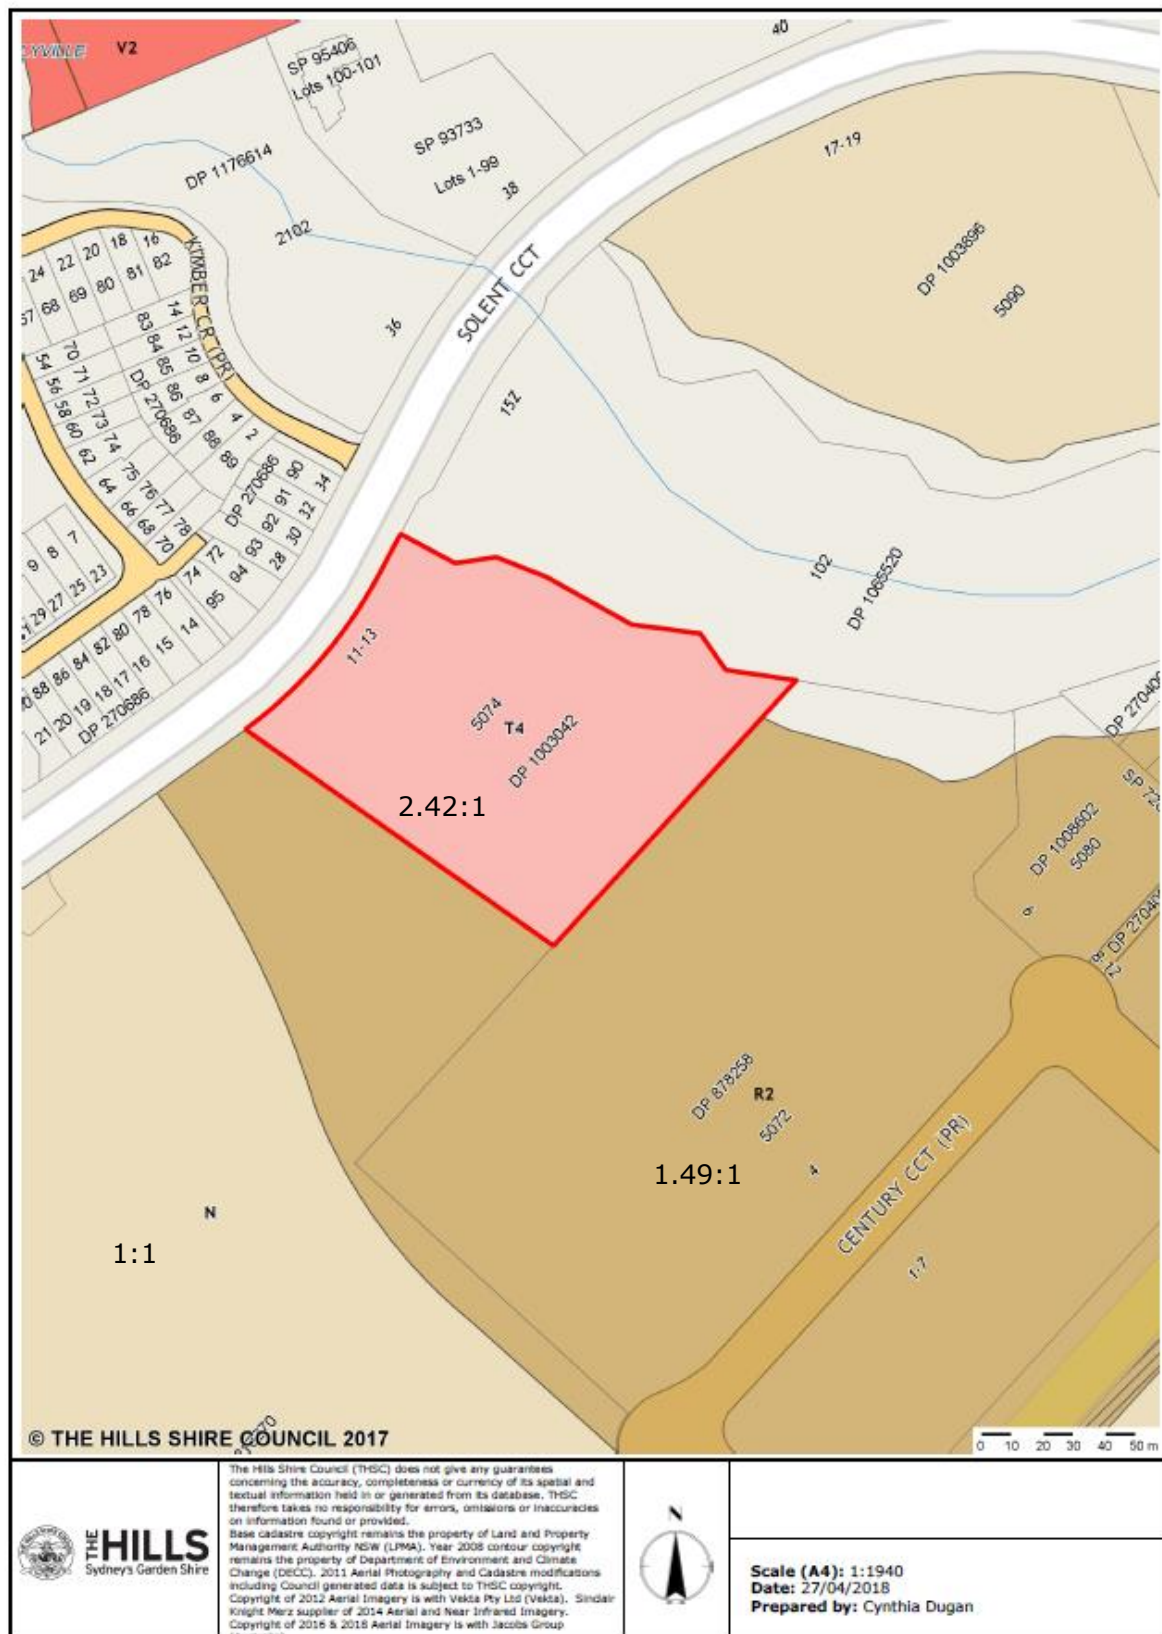 V2
SP 95406
Lots 100-101
40
SP 93733
Lots 1-99
38
17-19
DP 1176614
2102
DP 1003896
5090
KIMBER CR (PR)
SOLENT CCT
36
15Z
24
22
20
18
16
68
69
80
81
82
14
12
10
8
6
4
2
83
84
85
86
87
88
89
DP 270686
54
56
58
60
62
64
66
68
70
70
71
72
73
74
75
76
77
78
DP 270686
90
91
92
93
94
95
34
32
30
28
9
8
7
29
27
25
23
72
74
76
78
80
82
84
86
88
14
15
16
17
18
19
20
21
DP 270686
11-13
5074
T4
DP 1003042
2.42:1
102
DP 1065520
DP 1008602
5080
6
8
12
DP 878258
R2
5072
4
1.49:1
CENTURY CCT (PR)
1-7
N
1:1
© THE HILLS SHIRE COUNCIL 2017
0 10 20 30 40 50 m
THE HILLS
Sydney's Garden Shire
The Hills Shire Council (THSC) does not give any guarantees
concerning the accuracy, completeness or currency of its spatial and
textual information held in or generated from its database. THSC
therefore takes no responsibility for errors, omissions or inaccuracies
on information found or provided.
Base cadastre copyright remains the property of Land and Property
Management Authority NSW (LPMA). Year 2008 contour copyright
remains the property of Department of Environment and Climate
Change (DECC). 2011 Aerial Photography and Cadastre modifications
including Council generated data is subject to THSC copyright.
Copyright of 2012 Aerial Imagery is with Vekta Pty Ltd (Vekta). Sinclair
Knight Merz supplier of 2014 Aerial and Near Infrared Imagery.
Copyright of 2016 & 2018 Aerial Imagery is with Jacobs Group
N
Scale (A4): 1:1940
Date: 27/04/2018
Prepared by: Cynthia Dugan